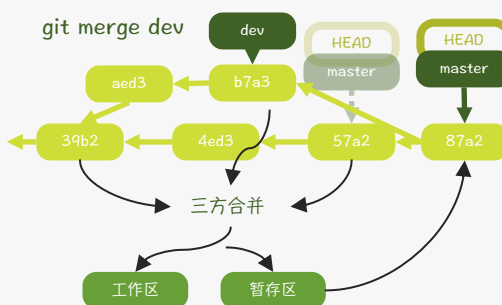 git merge dev
dev
HEAD
HEAD
master
master
aed3
b7a3
39b2
4ed3
57a2
87a2
三方合并
工作区
暂存区